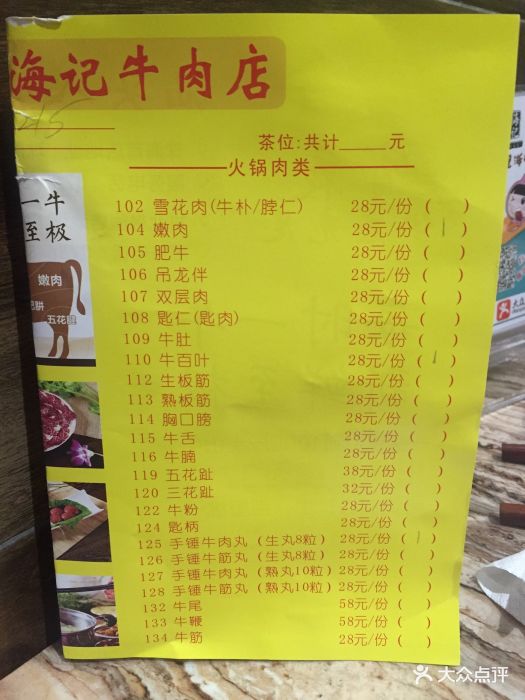 海记牛肉店
215
茶位:共计_____元
火锅肉类
一牛
至极
嫩肉
五花趾
102 雪花肉(牛朴/脖仁) 28元/份 ( )
104 嫩肉 28元/份 ( 1 )
105 肥牛 28元/份 ( )
106 吊龙伴 28元/份 ( )
107 双层肉 28元/份 ( )
108 匙仁(匙肉) 28元/份 ( )
109 牛肚 28元/份 ( )
110 牛百叶 28元/份 ( 1 )
112 生板筋 28元/份 ( )
113 熟板筋 28元/份 ( )
114 胸口膀 28元/份 ( )
115 牛舌 28元/份 ( )
116 牛腩 28元/份 ( )
119 五花趾 38元/份 ( )
120 三花趾 32元/份 ( )
122 牛粉 28元/份 ( )
124 匙柄 28元/份 ( )
125 手锤牛肉丸（生丸8粒）28元/份 ( 1 )
126 手锤牛筋丸（生丸8粒）28元/份 ( )
127 手锤牛肉丸（熟丸10粒）28元/份 ( )
128 手锤牛筋丸（熟丸10粒）28元/份 ( )
132 牛尾 58元/份 ( )
133 牛鞭 58元/份 ( )
134 牛筋 28元/份 ( )
大众点评